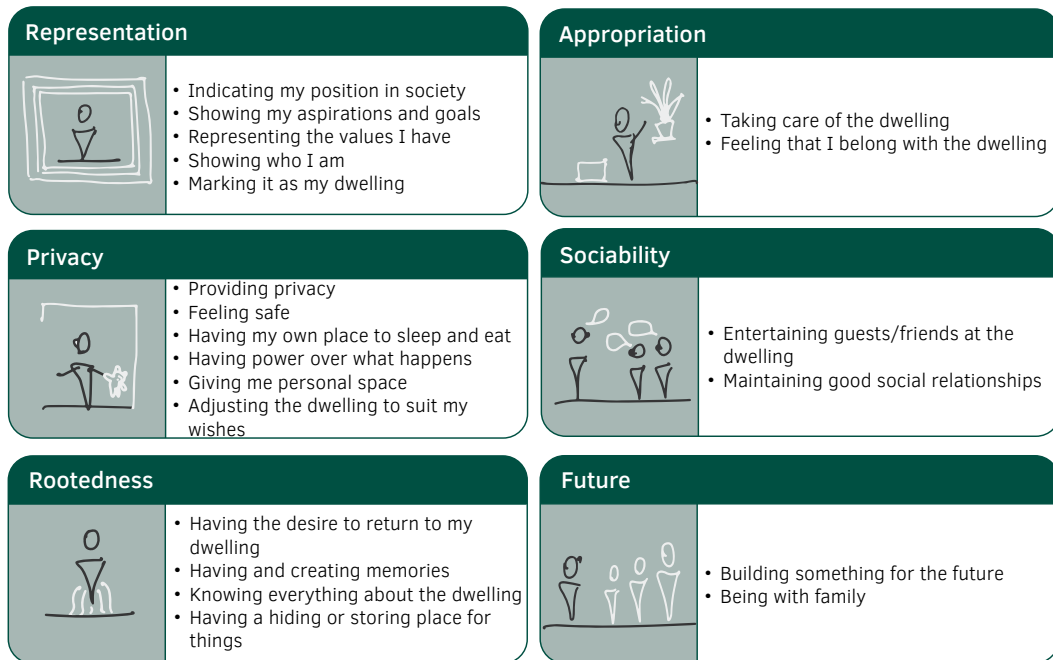 Representation
• Indicating my position in society
• Showing my aspirations and goals
• Representing the values I have
• Showing who I am
• Marking it as my dwelling
Appropriation
• Taking care of the dwelling
• Feeling that I belong with the dwelling
Privacy
• Providing privacy
• Feeling safe
• Having my own place to sleep and eat
• Having power over what happens
• Giving me personal space
• Adjusting the dwelling to suit my
wishes
Sociability
• Entertaining guests/friends at the
dwelling
• Maintaining good social relationships
Rootedness
• Having the desire to return to my
dwelling
• Having and creating memories
• Knowing everything about the dwelling
• Having a hiding or storing place for
things
Future
• Building something for the future
• Being with family